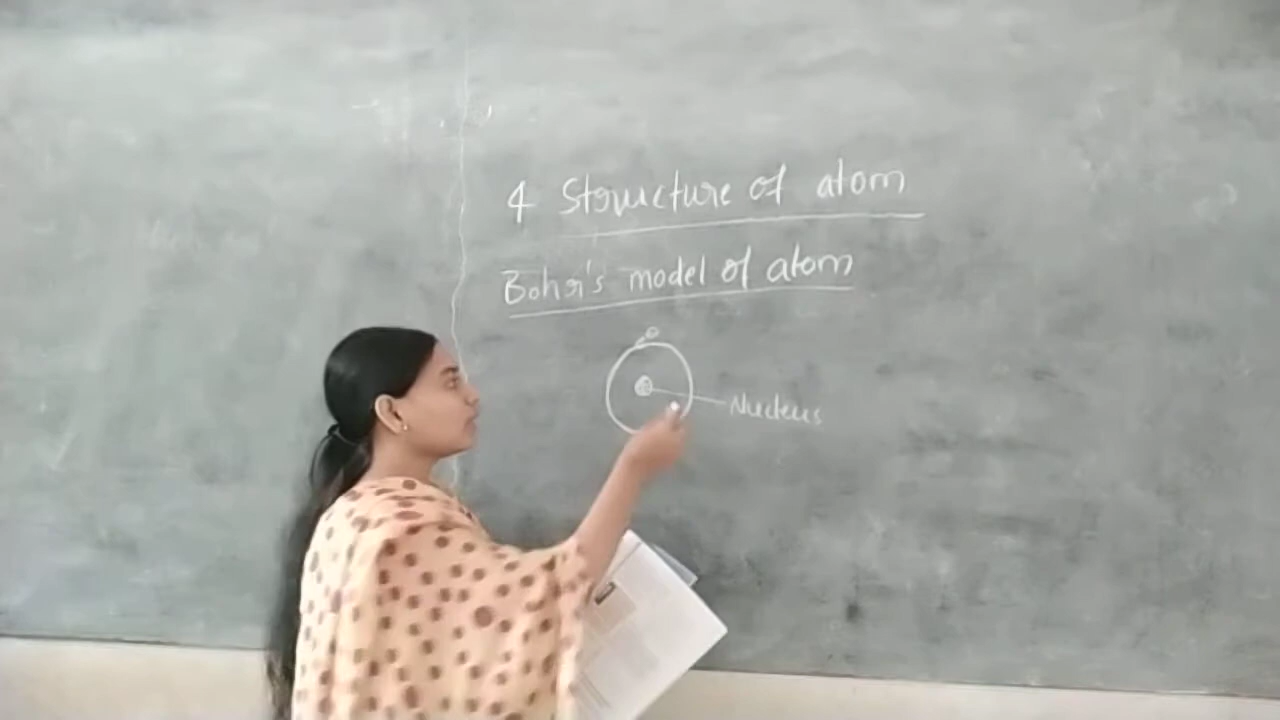 4 Structure of atom
Bohr's model of atom
Nucleus